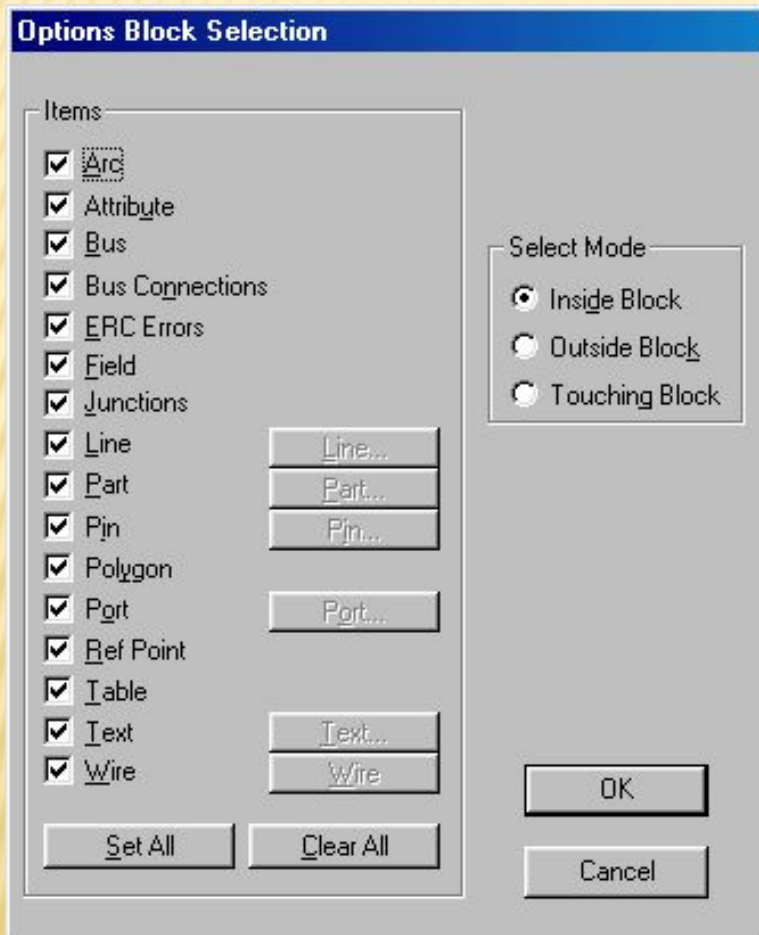 Options Block Selection
Items
Arc
Attribute
Bus
Bus Connections
ERC Errors
Field
Junctions
Line
Line...
Part
Part...
Pin
Pin...
Polygon
Port
Port...
Ref Point
Table
Text
Text...
Wire
Wire
Set All
Clear All
Select Mode
Inside Block
Outside Block
Touching Block
OK
Cancel